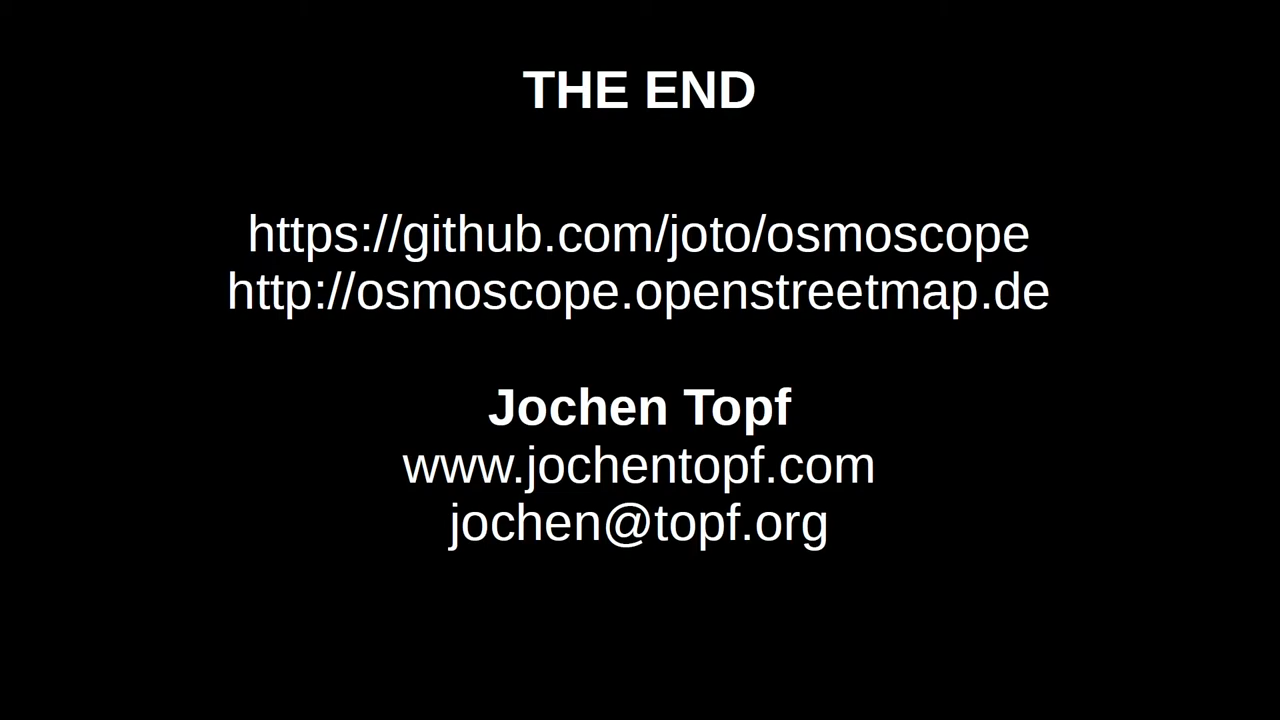 THE END
https://github.com/joto/osmoscope
http://osmoscope.openstreetmap.de
Jochen Topf
www.jochentopf.com
jochen@topf.org